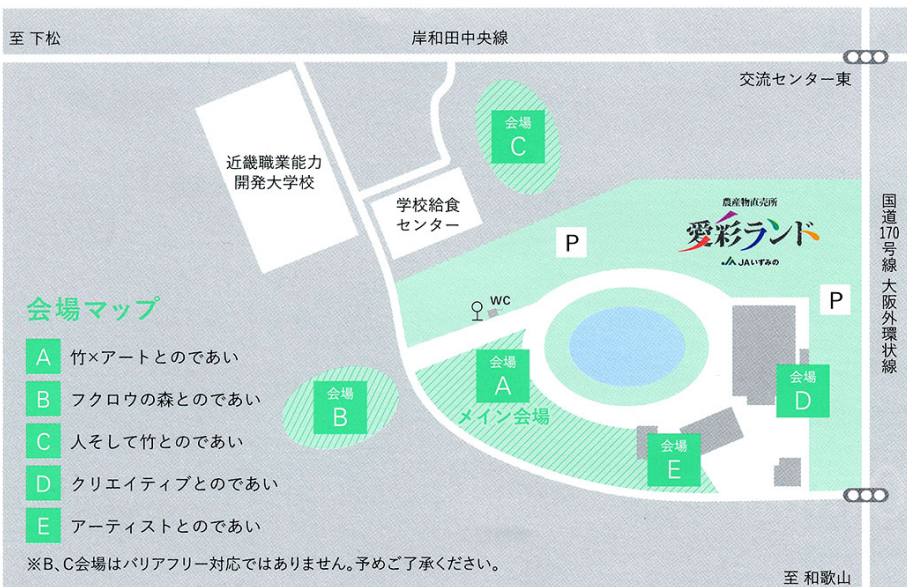 至 下松
岸和田中央線
交流センター東
近畿職業能力
開発大学校
会場
C
学校給食
センター
農産物直売所
愛彩ランド
JAいずみの
P
P
国道170号線 大阪外環状線
WC
会場マップ
A 竹×アートとのであい
B フクロウの森とのであい
C 人そして竹とのであい
D クリエイティブとのであい
E アーティストとのであい
会場
A
メイン会場
会場
B
会場
D
会場
E
※B、C会場はバリアフリー対応ではありません。予めご了承ください。
至 和歌山